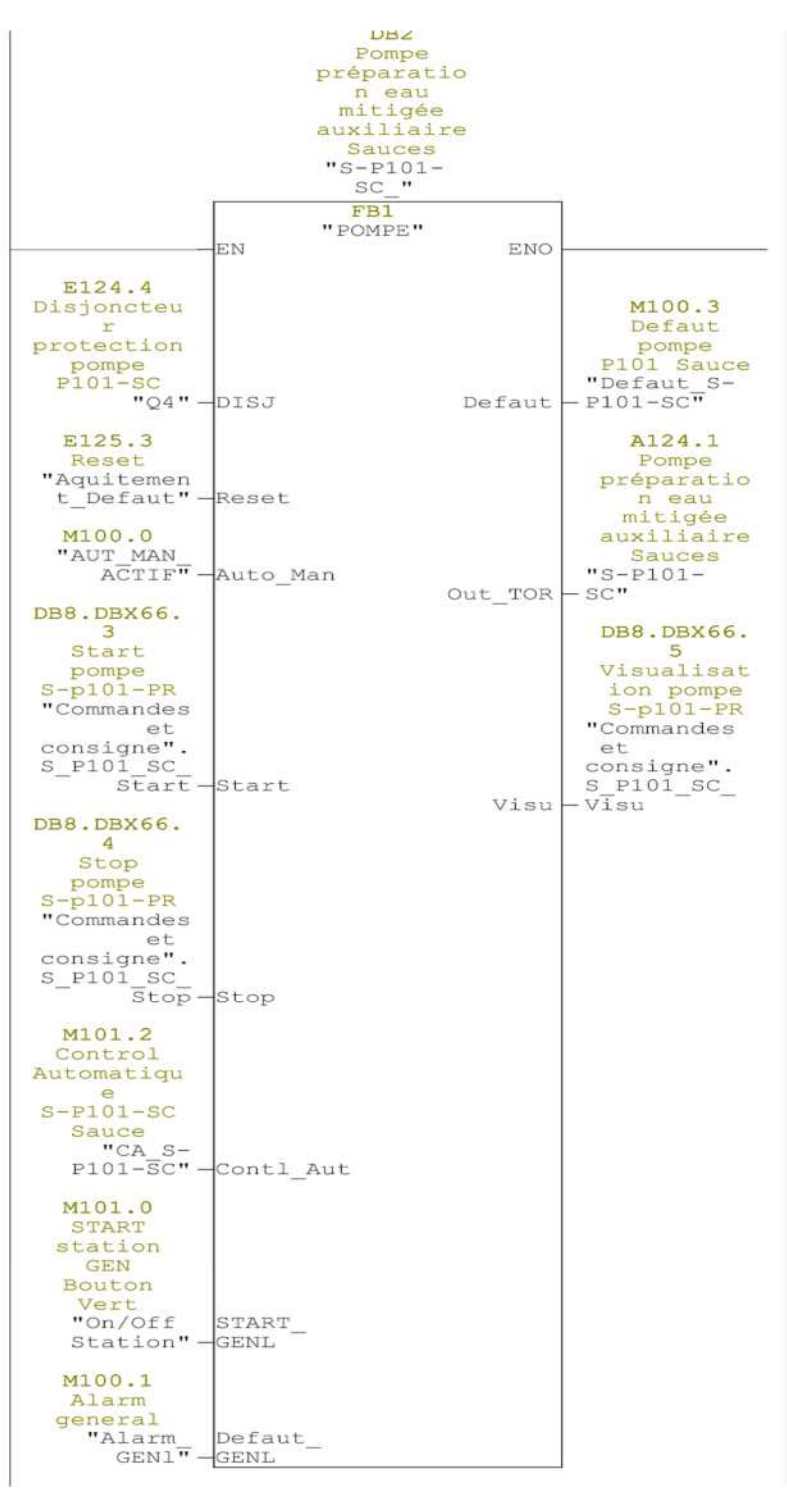 DB2
Pompe
préparatio
n eau
mitigée
auxiliaire
Sauces
"S-P101-
SC_"
FB1
"POMPE"
EN
ENO
E124.4
Disjoncteu
r
protection
pompe
P101-SC
"Q4"
DISJ
M100.3
Defaut
pompe
P101 Sauce
"Defaut_S-
Defaut
P101-SC"
E125.3
Reset
"Aquitemen
t_Defaut"
Reset
M100.0
"AUT_MAN_
ACTIF"
Auto_Man
A124.1
Pompe
préparatio
n eau
mitigée
auxiliaire
Sauces
"S-P101-
Out_TOR
SC"
DB8.DBX66.
3
Start
pompe
S-p101-PR
"Commandes
et
consigne".
S_P101_SC_
Start
Start
DB8.DBX66.
5
Visualisat
ion pompe
S-p101-PR
"Commandes
et
consigne".
S_P101_SC_
Visu
Visu
DB8.DBX66.
4
Stop
pompe
S-p101-PR
"Commandes
et
consigne".
S_P101_SC_
Stop
Stop
M101.2
Control
Automatiqu
e
S-P101-SC
Sauce
"CA_S-
P101-SC"
Contl_Aut
M101.0
START
station
GEN
Bouton
Vert
"On/Off
Station"
START_
GENL
M100.1
Alarm
general
"Alarm_
GENl"
Defaut_
GENL